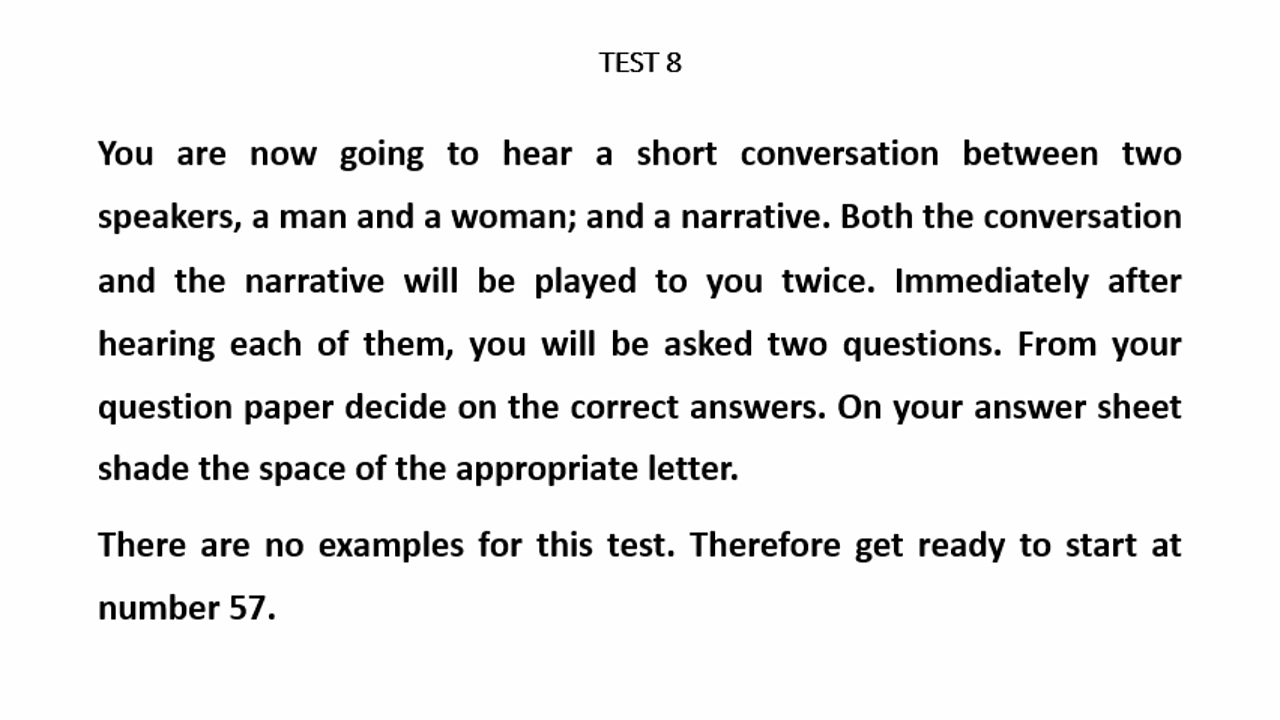 TEST 8
You are now going to hear a short conversation between two
speakers, a man and a woman; and a narrative. Both the conversation
and the narrative will be played to you twice. Immediately after
hearing each of them, you will be asked two questions. From your
question paper decide on the correct answers. On your answer sheet
shade the space of the appropriate letter.
There are no examples for this test. Therefore get ready to start at
number 57.